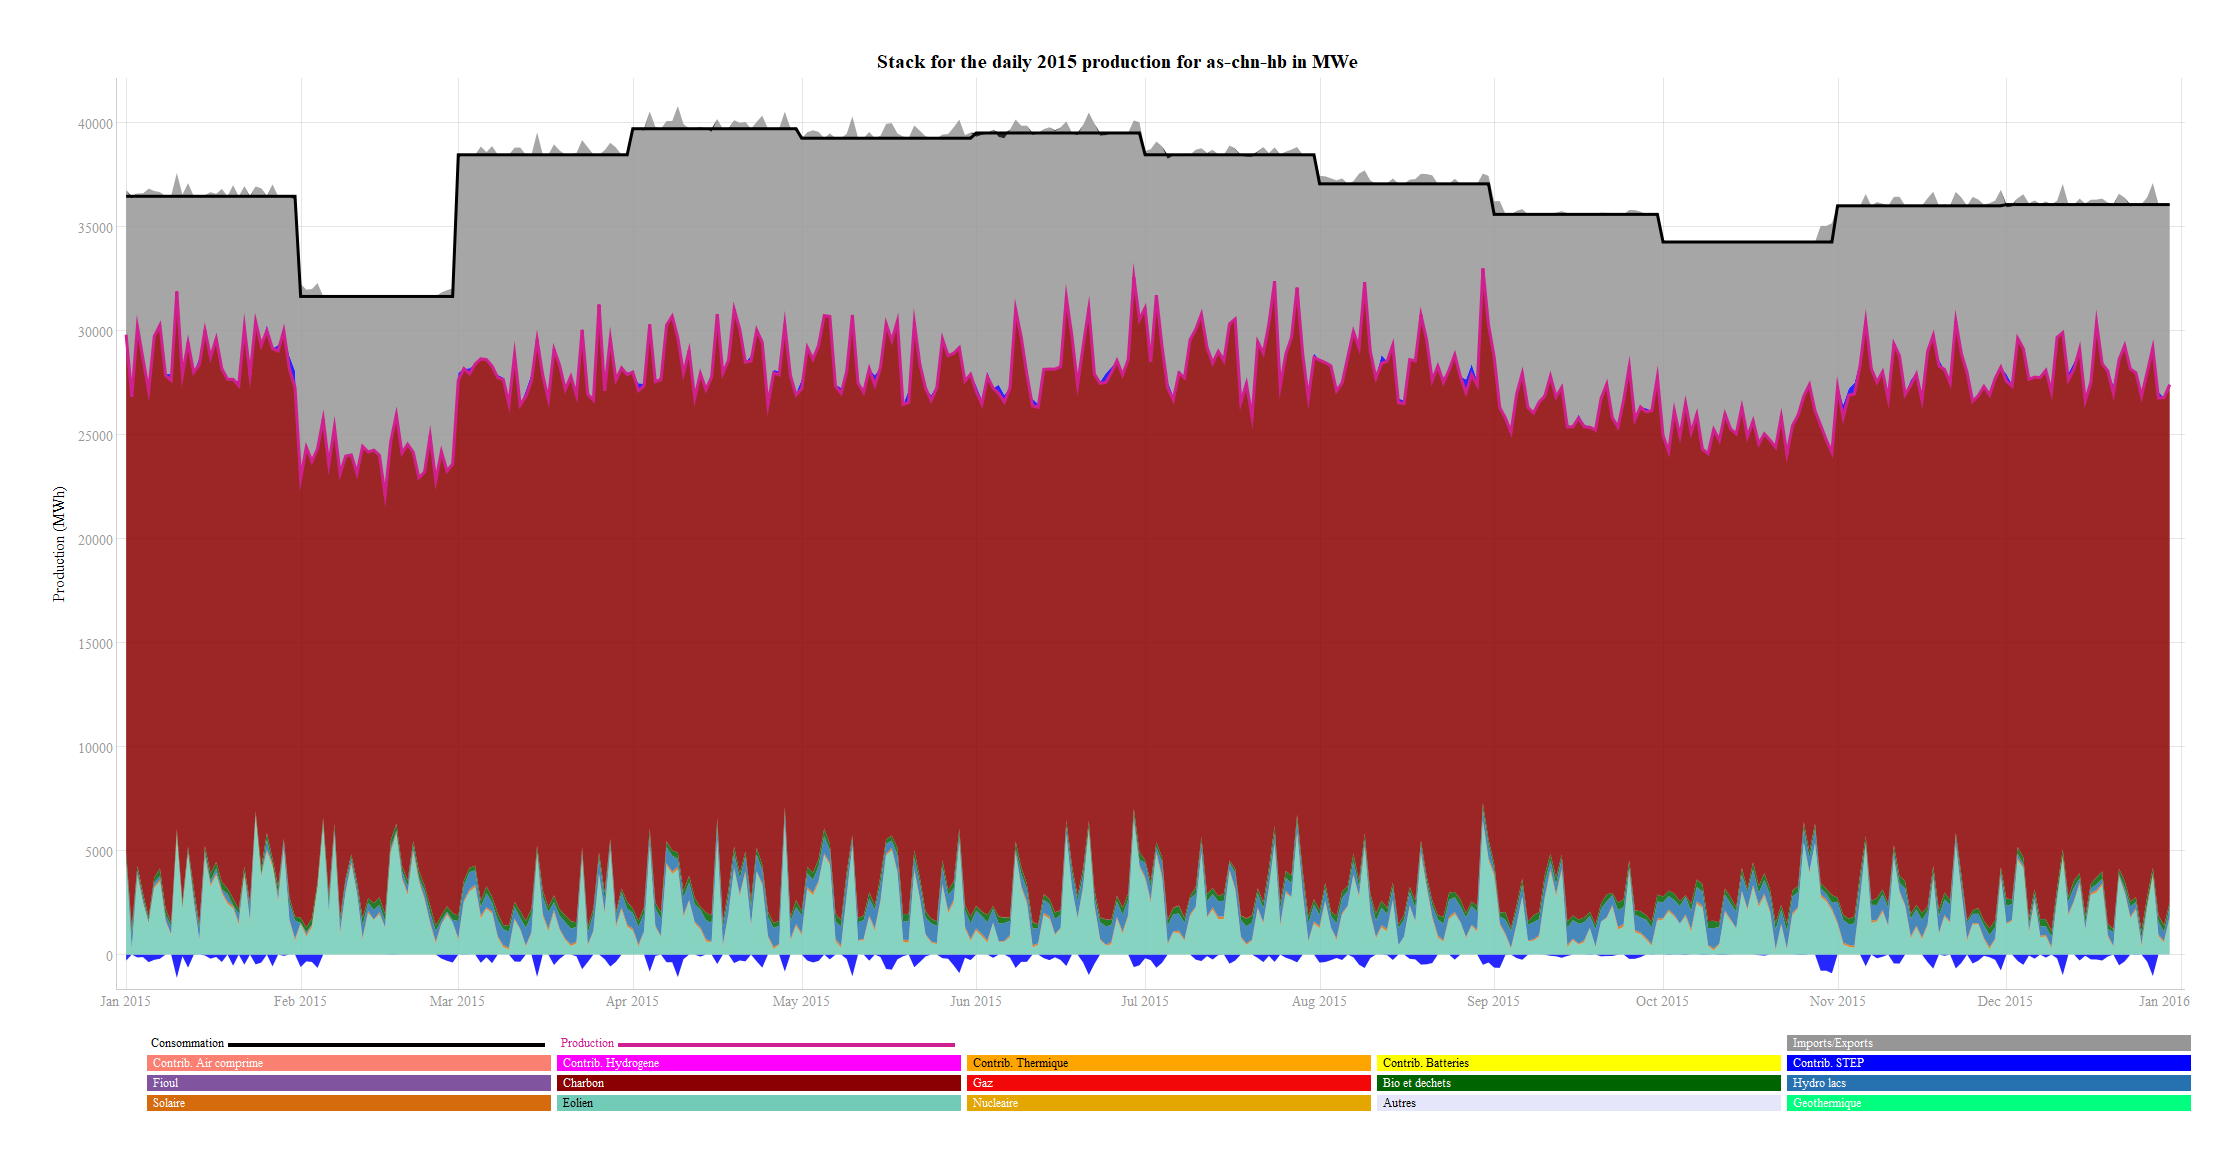 Stack for the daily 2015 production for as-chn-hb in MWe
Production (MWh)
40000
35000
30000
25000
20000
15000
10000
5000
0
Jan 2015 Feb 2015 Mar 2015 Apr 2015 May 2015 Jun 2015 Jul 2015 Aug 2015 Sep 2015 Oct 2015 Nov 2015 Dec 2015 Jan 2016
Consommation Production Imports/Exports
Contrib. Air comprime Contrib. Hydrogene Contrib. Thermique Contrib. Batteries Contrib. STEP
Fioul Charbon Gaz Bio et dechets Hydro lacs
Solaire Eolien Nucleaire Autres Geothermique